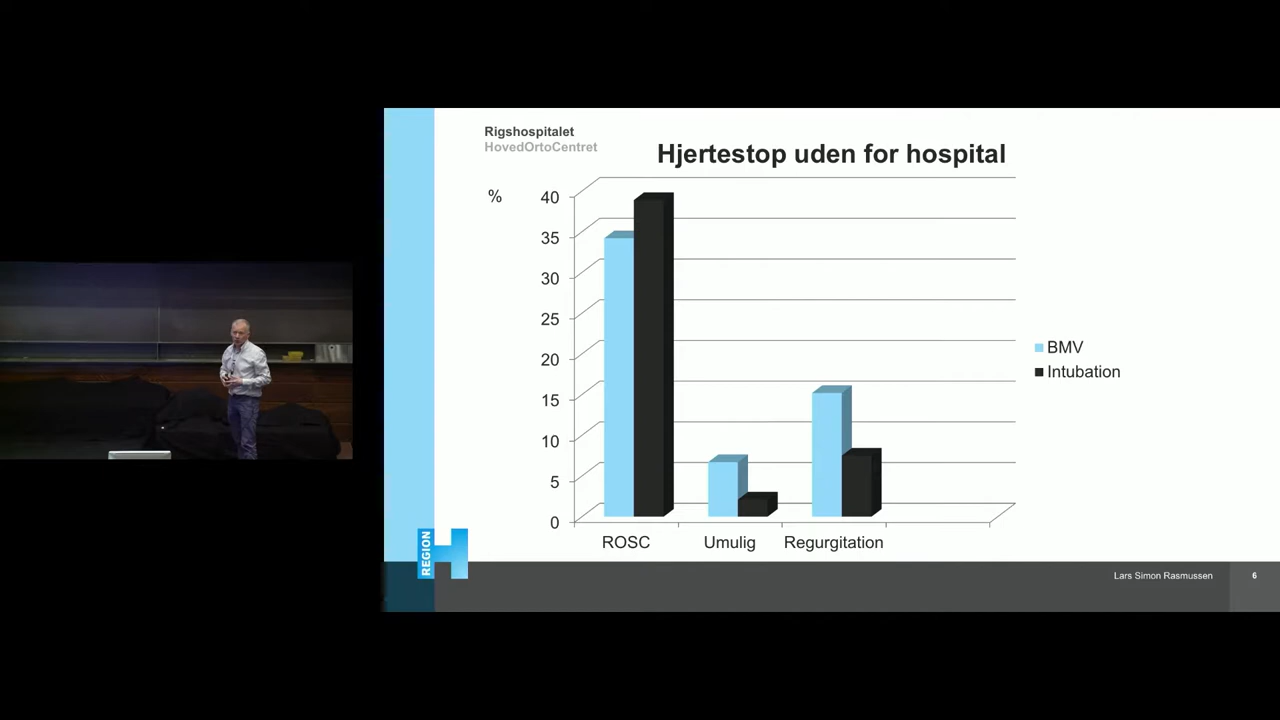 Rigshospitalet
HovedOrtoCentret
Hjertestop uden for hospital
%
40
35
30
25
20
15
10
5
0
ROSC Umulig Regurgitation
BMV
Intubation
REGION
H
Lars Simon Rasmussen 6